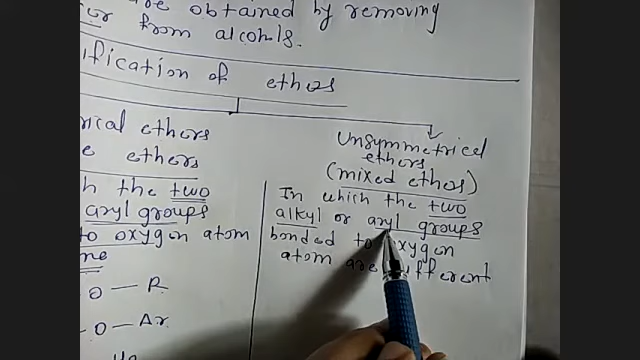 are obtained by removing
or from alcohols.
ification of ethers
rical ethers
e ethers
h the two
aryl groups
to oxygen atom
me
O — R
— O — Ar
Unsymmetrical
ethers
(mixed ethers)
In which the two
alkyl or aryl groups
bonded to oxygen
atom are different